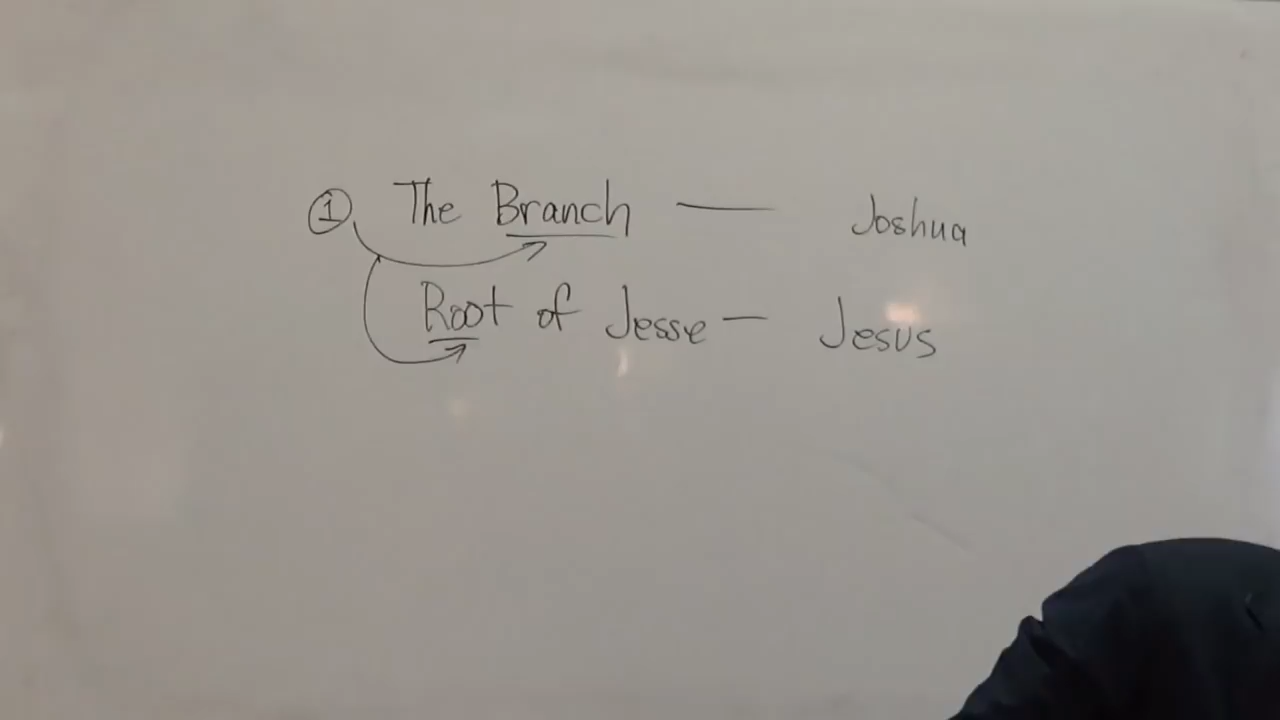 ① The Branch — Joshua
Root of Jesse — Jesus